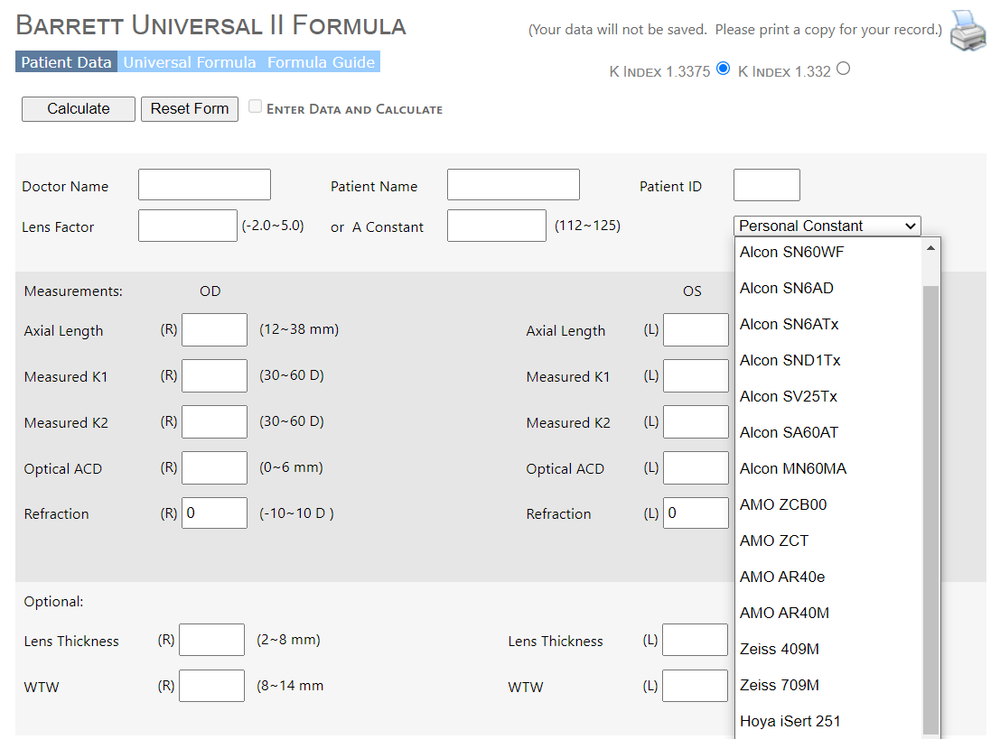 BARRETT UNIVERSAL II FORMULA
(Your data will not be saved. Please print a copy for your record.)
Patient Data Universal Formula Formula Guide
K INDEX 1.3375 K INDEX 1.332
Calculate Reset Form ENTER DATA AND CALCULATE
Doctor Name Patient Name Patient ID
Lens Factor (-2.0~5.0) or A Constant (112~125) Personal Constant
Alcon SN60WF
Measurements: OD OS Alcon SN6AD
Axial Length (R) (12~38 mm) Axial Length (L) Alcon SN6ATx
Alcon SND1Tx
Measured K1 (R) (30~60 D) Measured K1 (L)
Alcon SV25Tx
Measured K2 (R) (30~60 D) Measured K2 (L)
Alcon SA60AT
Optical ACD (R) (0~6 mm) Optical ACD (L) Alcon MN60MA
Refraction (R) 0 (-10~10 D ) Refraction (L) 0 AMO ZCB00
AMO ZCT
AMO AR40e
Optional:
AMO AR40M
Lens Thickness (R) (2~8 mm) Lens Thickness (L) Zeiss 409M
WTW (R) (8~14 mm WTW (L) Zeiss 709M
Hoya iSert 251